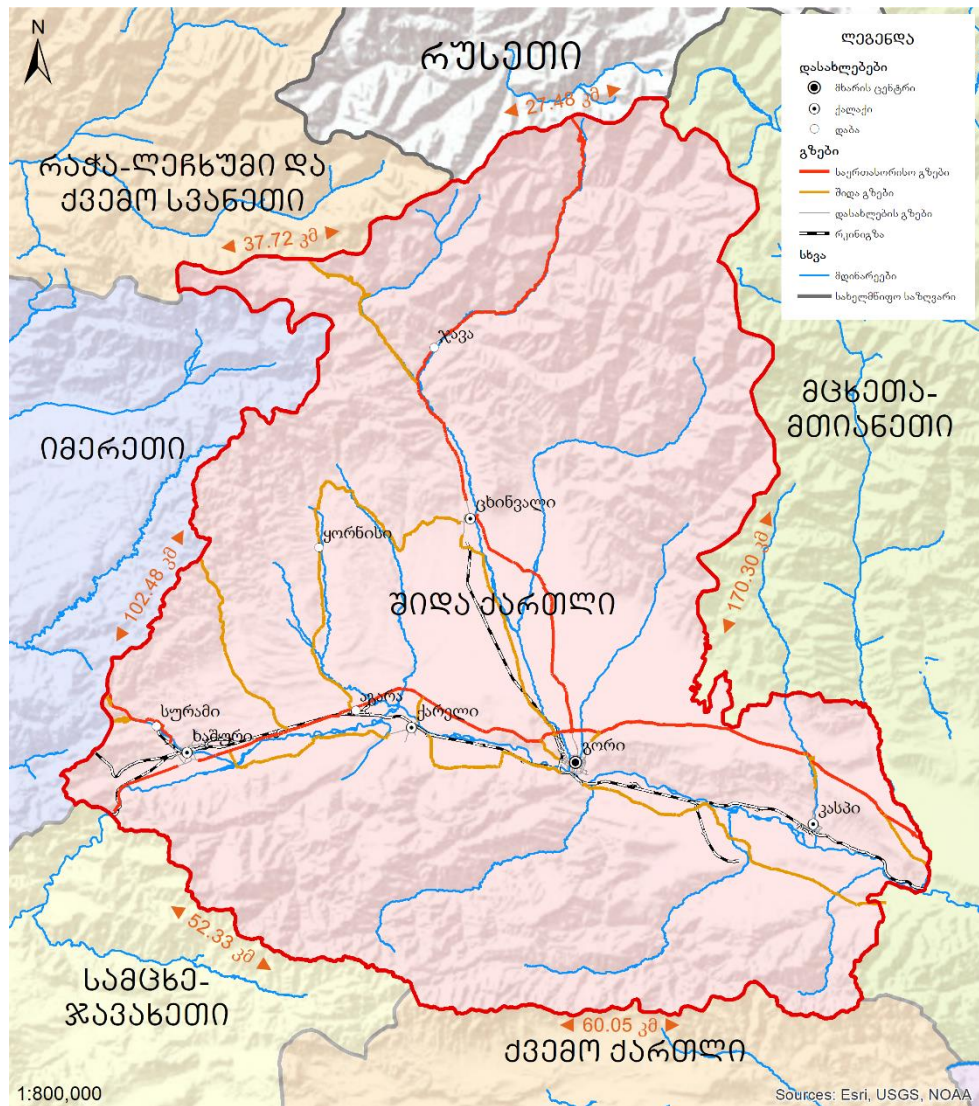 N
რუსეთი
27.48 კმ
რაჭა-ლეჩხუმი და
ქვემო სვანეთი
37.72 კმ
ლეგენდა
დასახლებები
მხარის ცენტრი
ქალაქი
დაბა
გზები
საერთასორისო გზები
შიდა გზები
დასახლების გზები
რკინიგზა
სხვა
მდინარეები
სახელმწიფო საზღვარი
ჯავა
მცხეთა-
მთიანეთი
იმერეთი
ცხინვალი
ყორნისი
102.48 კმ
170.30 კმ
შიდა ქართლი
აგარა
სურამი
ქარელი
ხაშური
გორი
კასპი
52.33 კმ
სამცხე-
ჯავახეთი
60.05 კმ
ქვემო ქართლი
1:800,000
Sources: Esri, USGS, NOAA